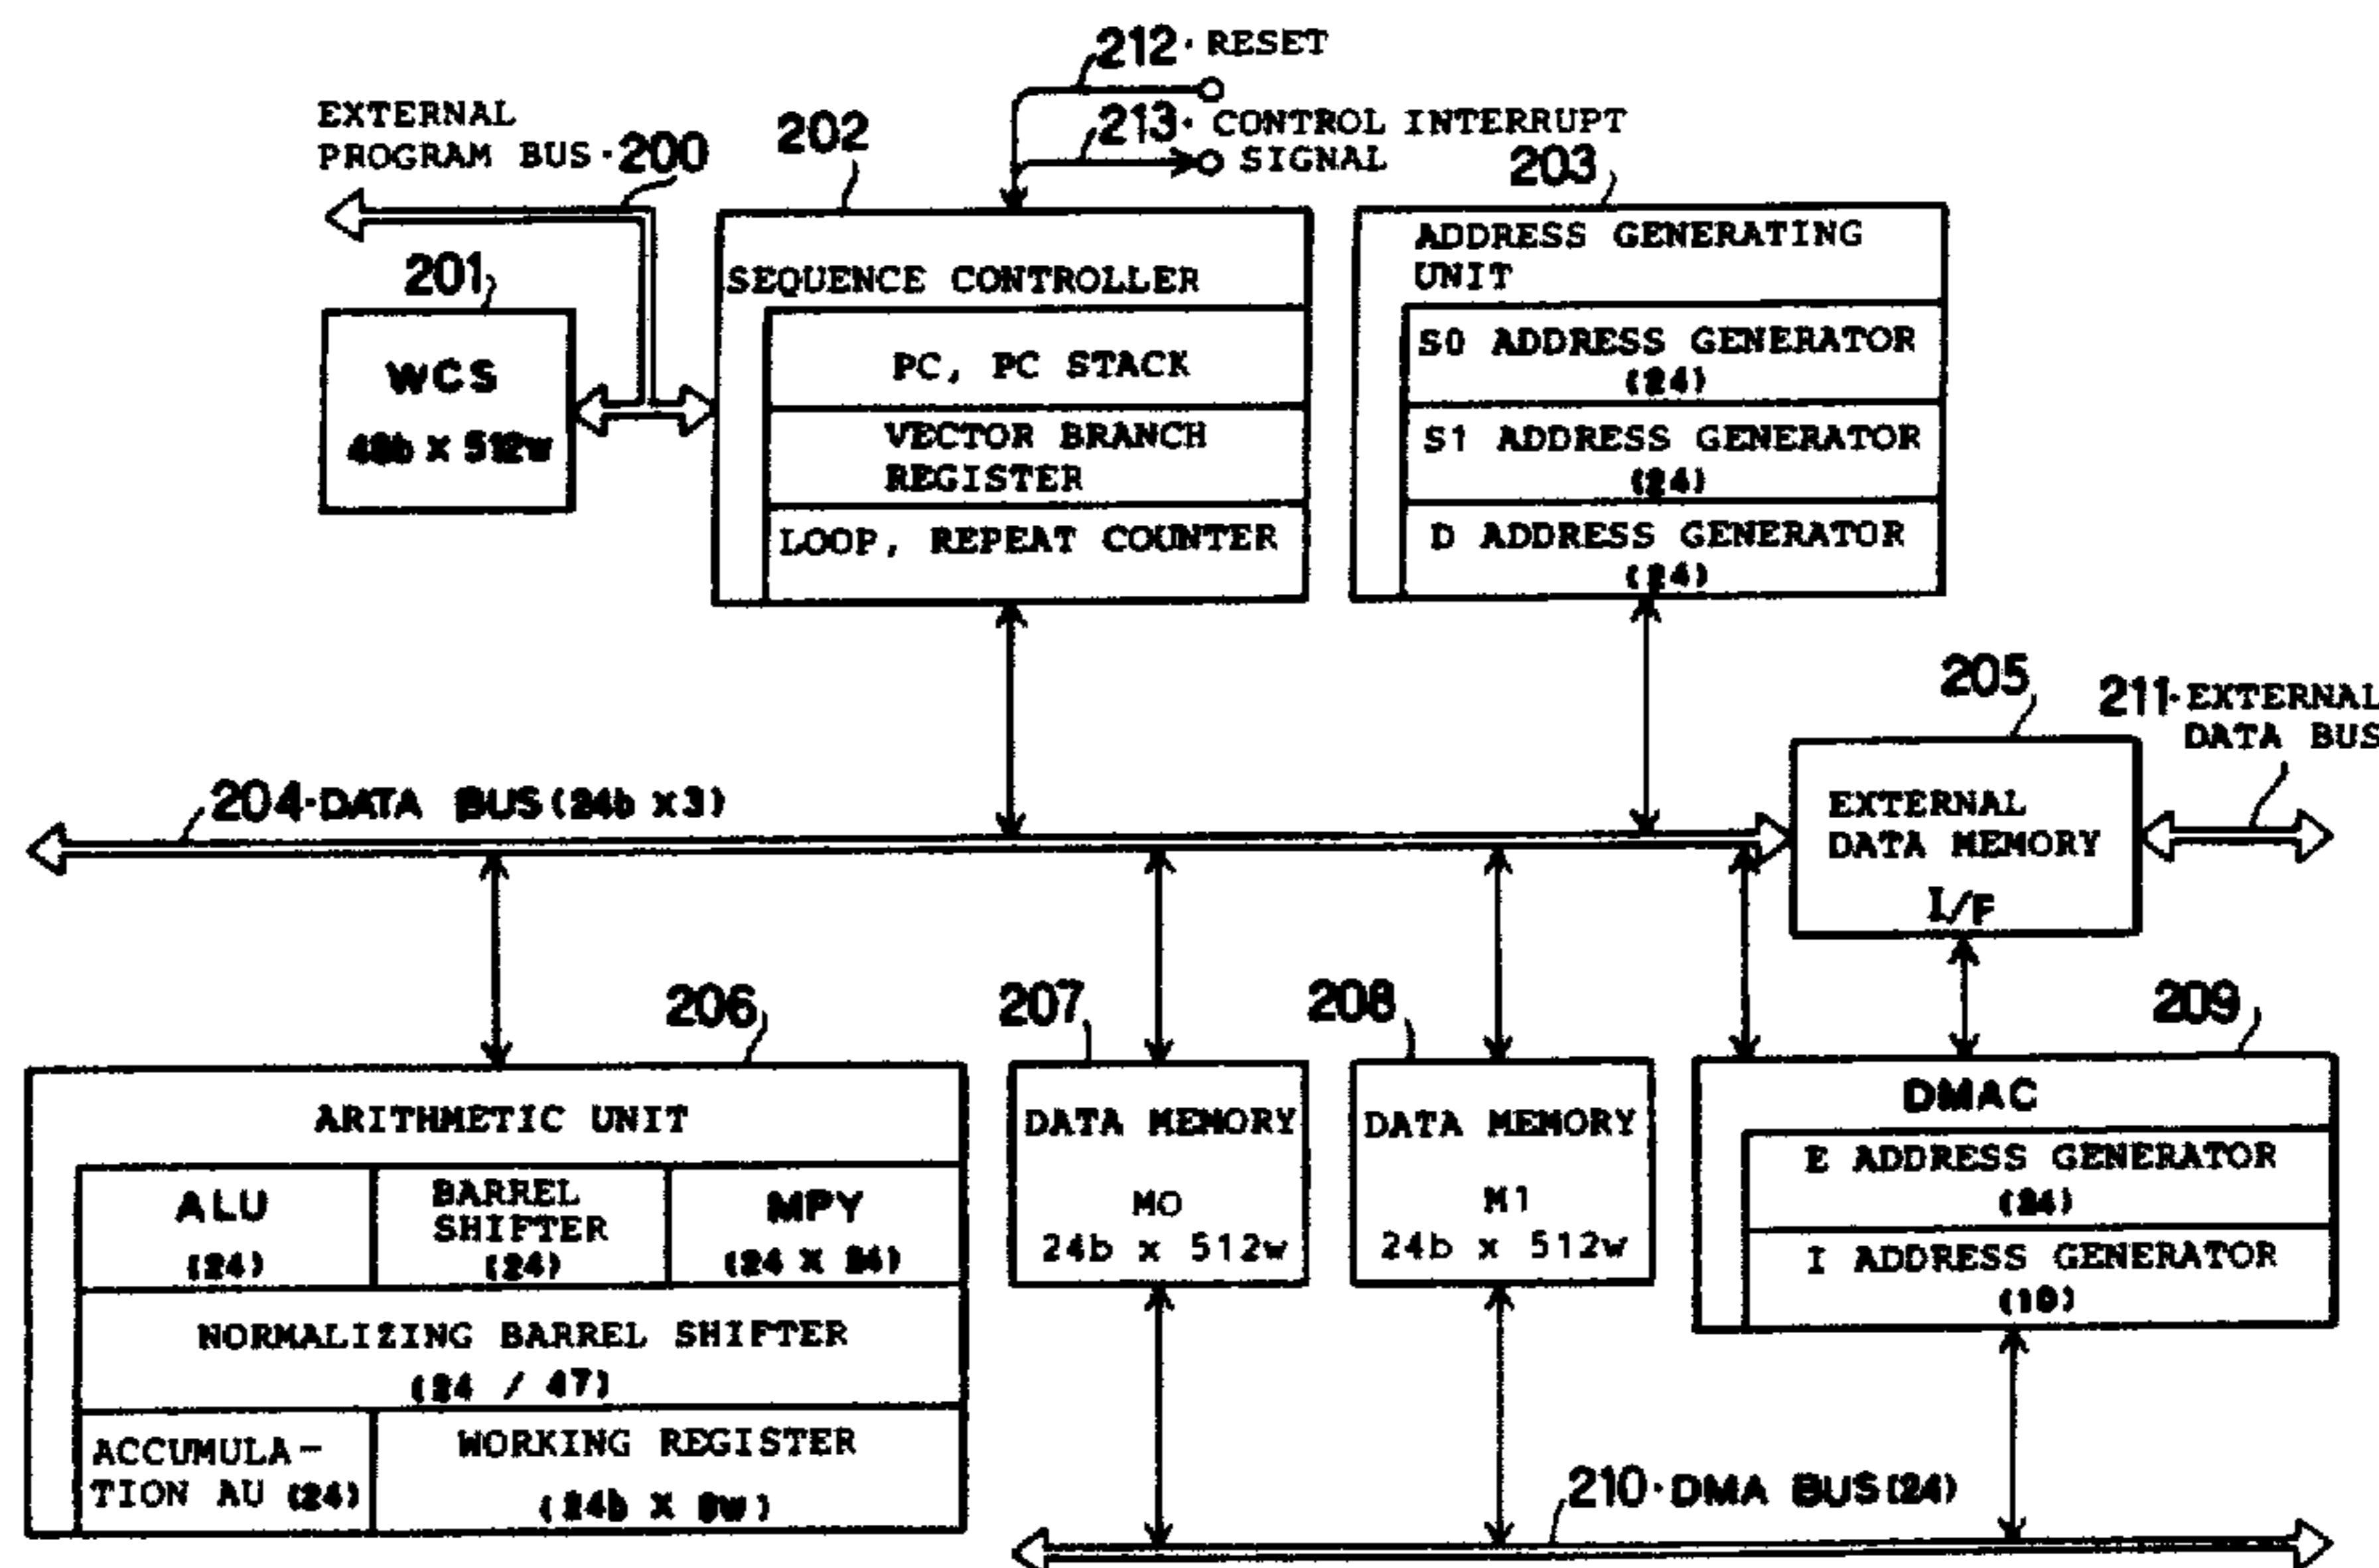 212· RESET
213· CONTROL INTERRUPT
SIGNAL
EXTERNAL
PROGRAM BUS · 200
202
203
201
WCS
48b x 512w
SEQUENCE CONTROLLER
PC, PC STACK
VECTOR BRANCH
REGISTER
LOOP, REPEAT COUNTER
ADDRESS GENERATING
UNIT
S0 ADDRESS GENERATOR
(24)
S1 ADDRESS GENERATOR
(24)
D ADDRESS GENERATOR
(24)
205
211· EXTERNAL
DATA BUS
204· DATA BUS (24b x 3)
EXTERNAL
DATA MEMORY
I/F
206
207
208
209
ARITHMETIC UNIT
ALU
(24)
BARREL
SHIFTER
(24)
MPY
(24 X 24)
NORMALIZING BARREL SHIFTER
(24 / 47)
ACCUMULA-
TION AU (24)
WORKING REGISTER
(24b X 8w)
DATA MEMORY
M0
24b x 512w
DATA MEMORY
M1
24b x 512w
DMAC
E ADDRESS GENERATOR
(24)
I ADDRESS GENERATOR
210· DMA BUS (24)